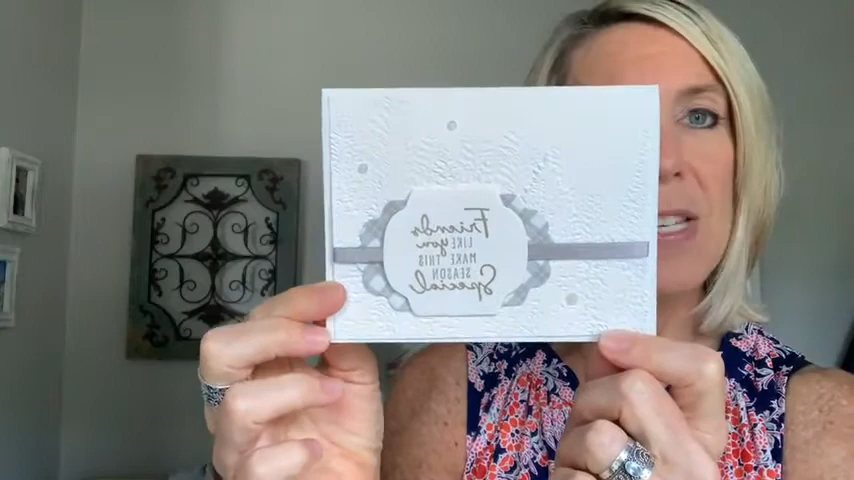 Friends
LIKE you
MAKE THIS
SEASON
Special